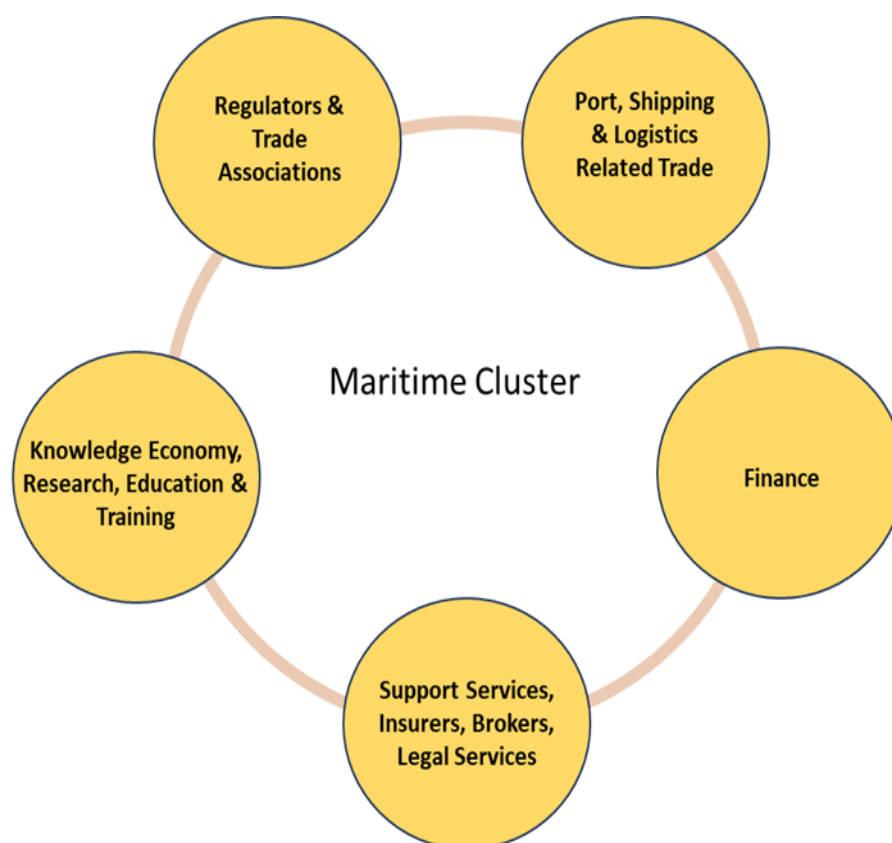 Regulators &
Trade
Associations
Port, Shipping
& Logistics
Related Trade
Maritime Cluster
Knowledge Economy,
Research, Education &
Training
Finance
Support Services,
Insurers, Brokers,
Legal Services